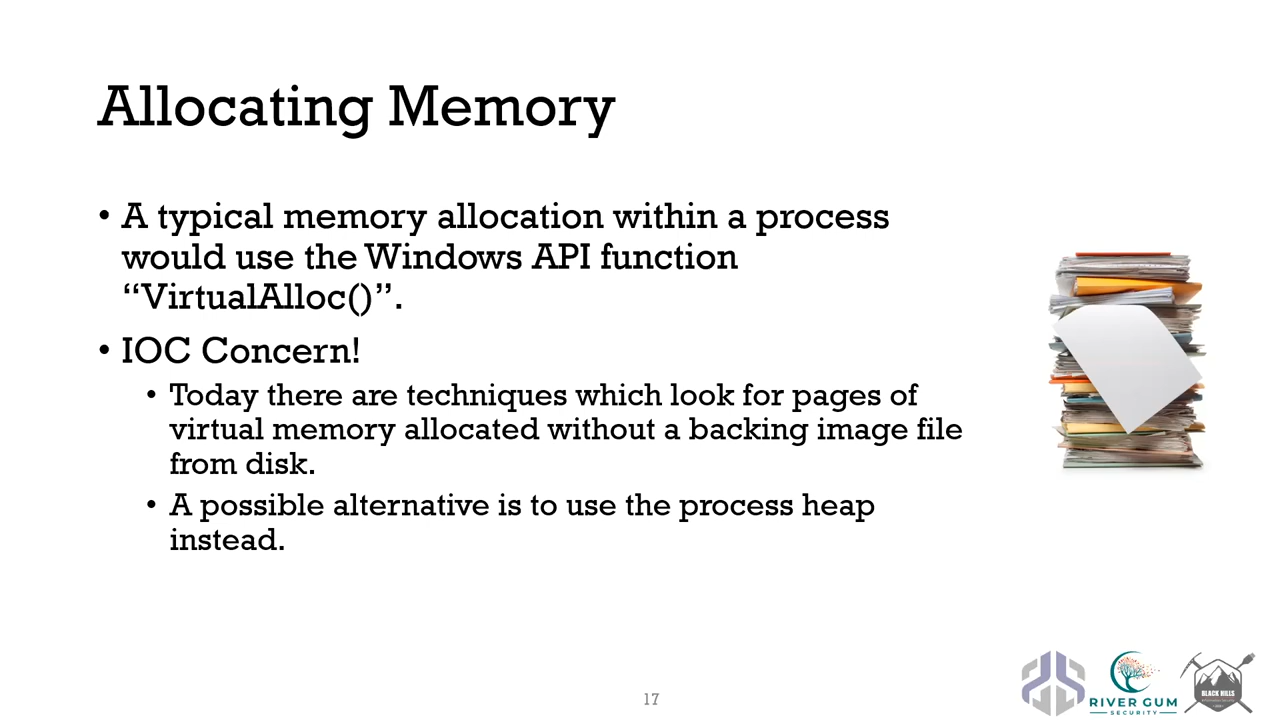 Allocating Memory
• A typical memory allocation within a process
would use the Windows API function
“VirtualAlloc()”.
• IOC Concern!
• Today there are techniques which look for pages of
virtual memory allocated without a backing image file
from disk.
• A possible alternative is to use the process heap
instead.
17
RIVER GUM
SECURITY
BLACK HILLS